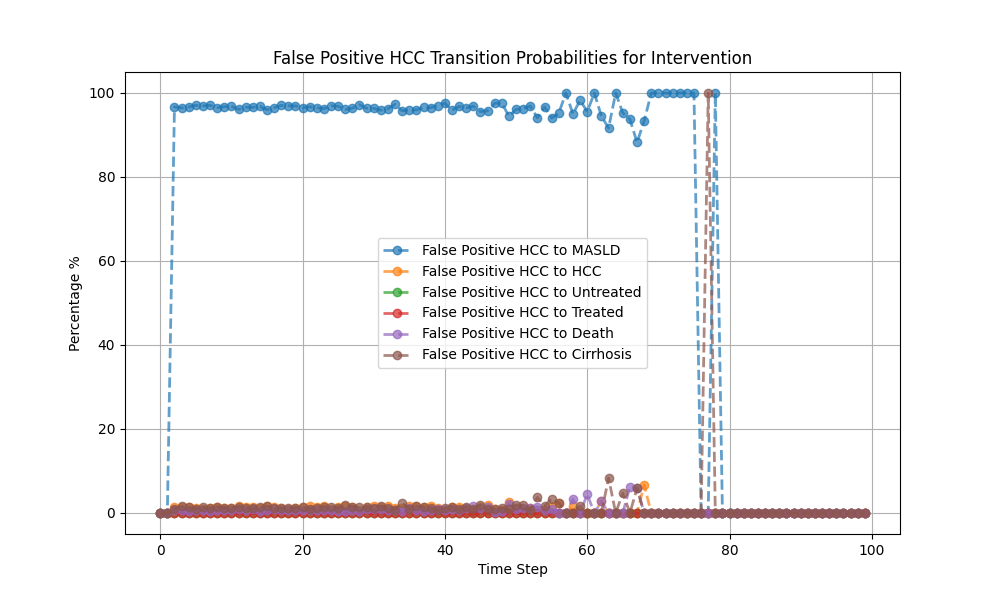 False Positive HCC Transition Probabilities for Intervention
Percentage %
100
80
60
40
20
0
False Positive HCC to MASLD
False Positive HCC to HCC
False Positive HCC to Untreated
False Positive HCC to Treated
False Positive HCC to Death
False Positive HCC to Cirrhosis
0 20 40 60 80 100
Time Step